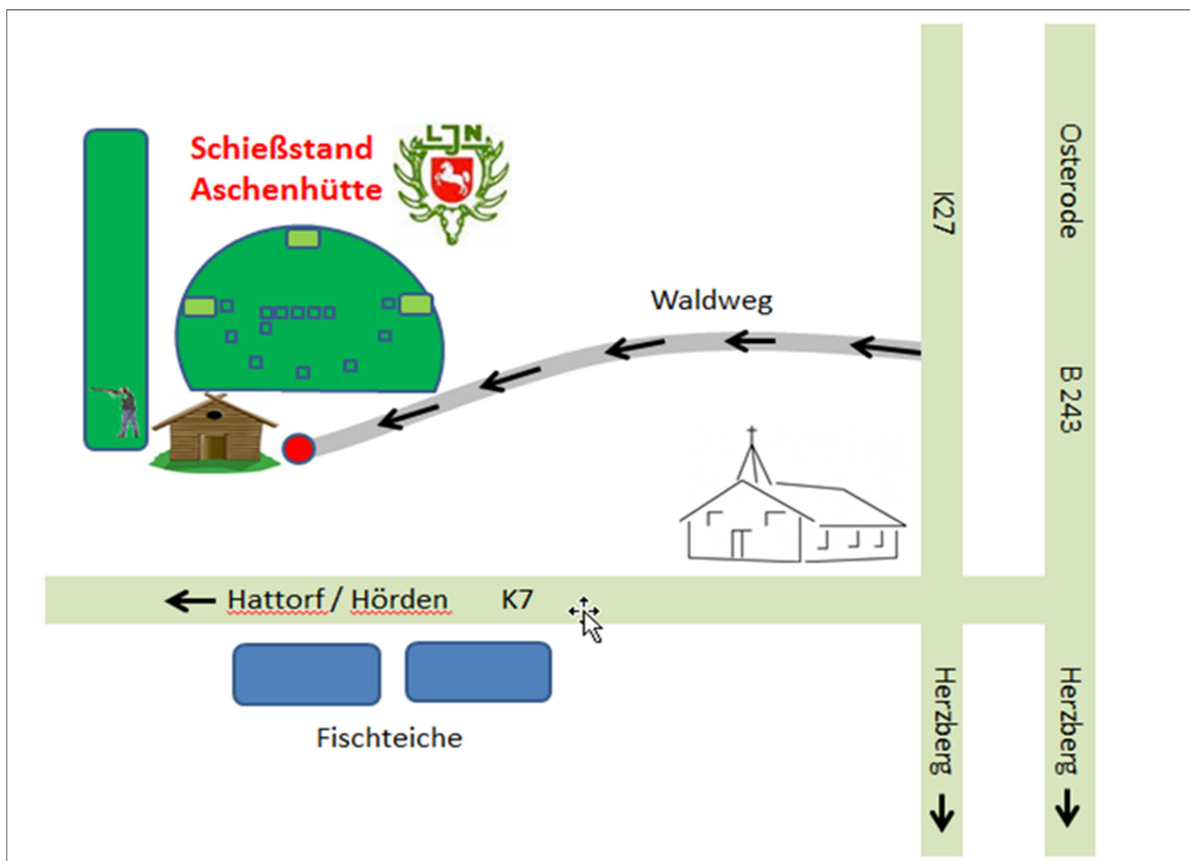 Schießstand
Aschenhütte
LJN
Waldweg
K27
Osterode
B 243
Hattorf / Hörden K7
Fischteiche
Herzberg
Herzberg